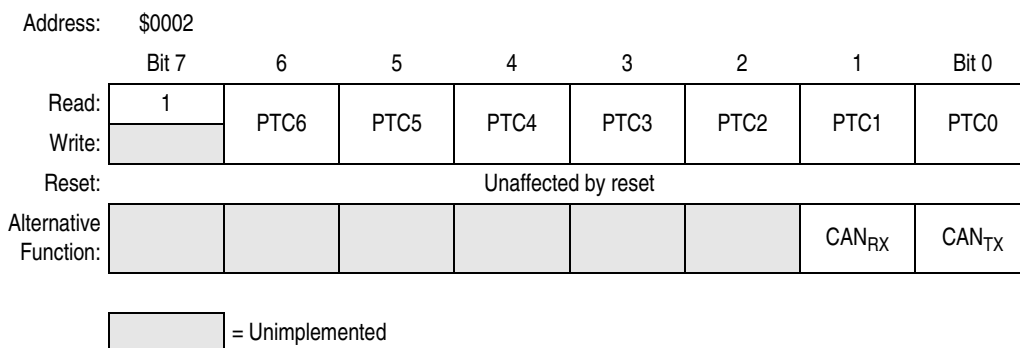 Address: $0002
Bit 7 6 5 4 3 2 1 Bit 0
Read: 1 PTC6 PTC5 PTC4 PTC3 PTC2 PTC1 PTC0
Write:
Reset: Unaffected by reset
Alternative
Function: CANRX CANTX
= Unimplemented